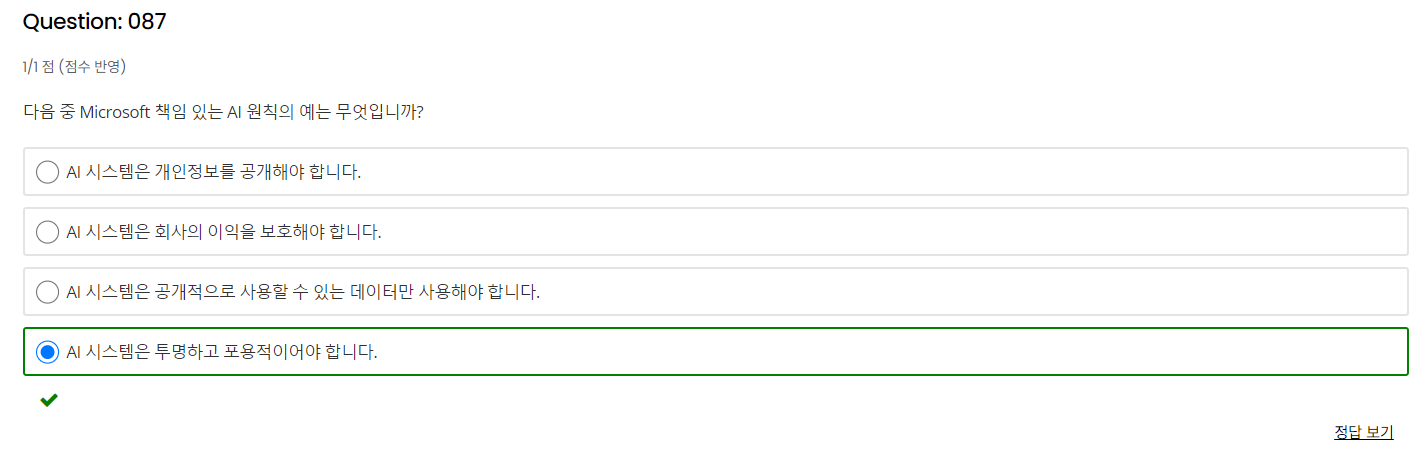 Question: 087
1/1 점 (점수 반영)
다음 중 Microsoft 책임 있는 AI 원칙의 예는 무엇입니까?
AI 시스템은 개인정보를 공개해야 합니다.
AI 시스템은 회사의 이익을 보호해야 합니다.
AI 시스템은 공개적으로 사용할 수 있는 데이터만 사용해야 합니다.
AI 시스템은 투명하고 포용적이어야 합니다.
정답 보기